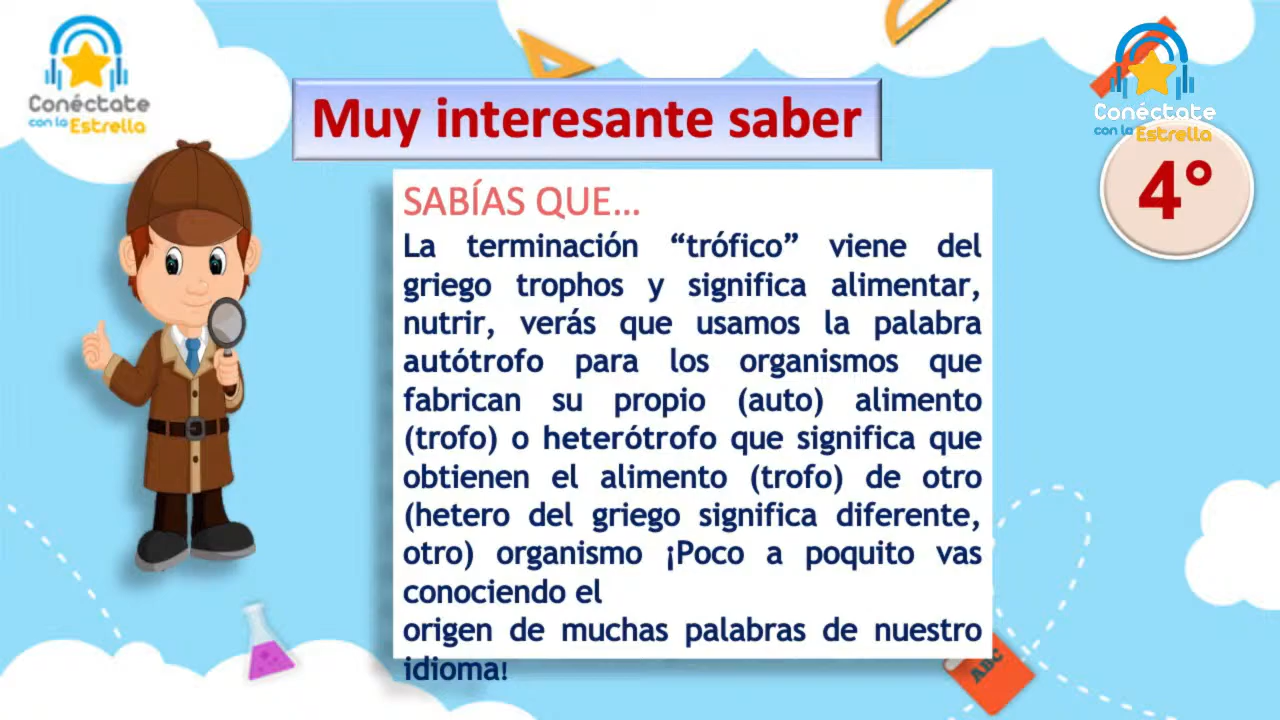 Conéctate
con la Estrella
Conéctate
con la Estrella
Muy interesante saber
4°
SABÍAS QUE...
La terminación “trófico” viene del
griego trophos y significa alimentar,
nutrir, verás que usamos la palabra
autótrofo para los organismos que
fabrican su propio (auto) alimento
(trofo) o heterótrofo que significa que
obtienen el alimento (trofo) de otro
(hetero del griego significa diferente,
otro) organismo ¡Poco a poquito vas
conociendo el
origen de muchas palabras de nuestro
idioma!
ABC